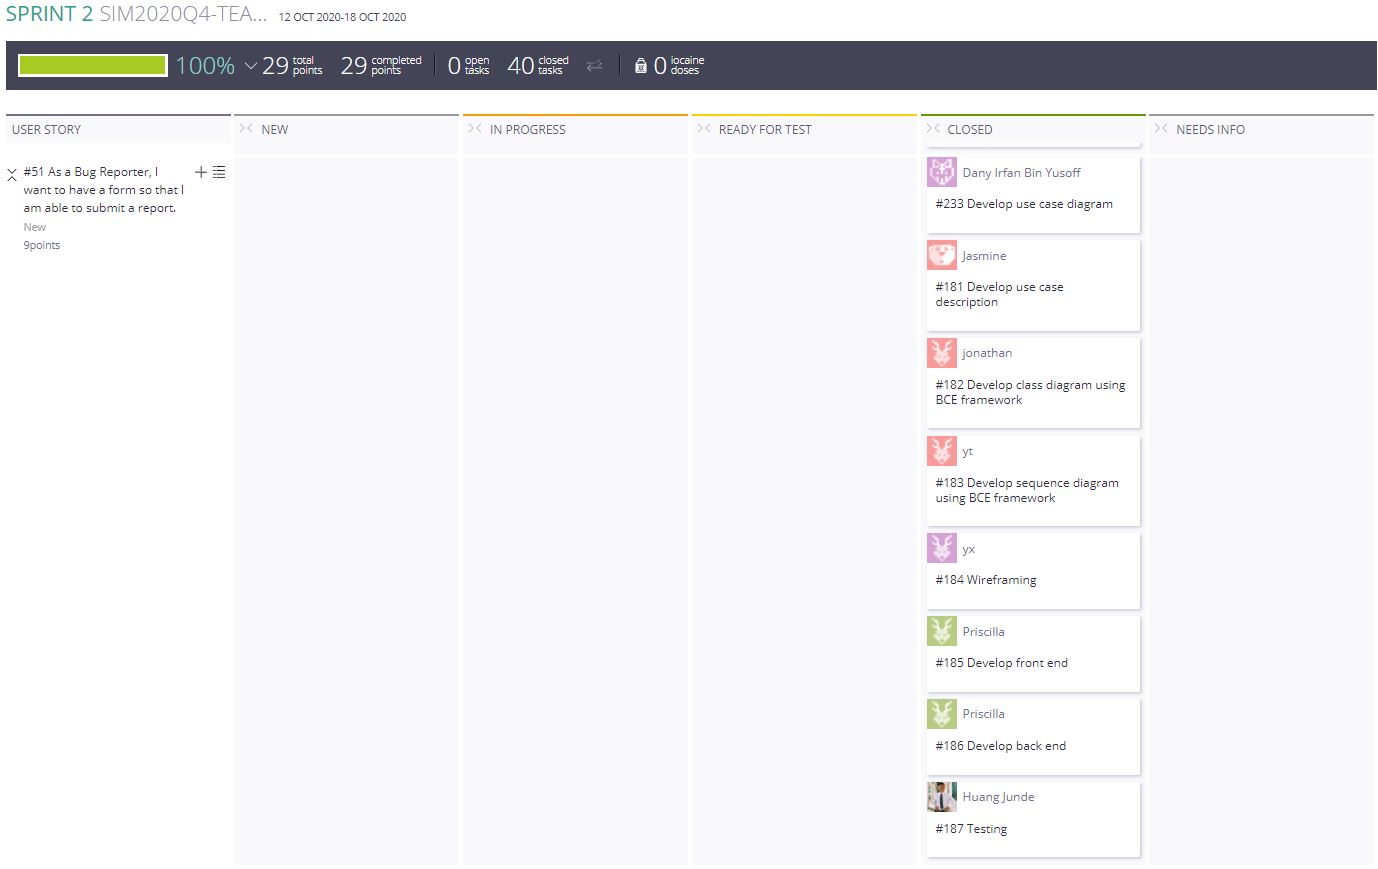 SPRINT 2 SIM2020Q4-TEA... 12 OCT 2020-18 OCT 2020
100% 29 total points 29 completed points 0 open tasks 40 closed tasks 0 iocaine doses
USER STORY NEW IN PROGRESS READY FOR TEST CLOSED NEEDS INFO
#51 As a Bug Reporter, I
want to have a form so that I
am able to submit a report.
New
9points
Dany Irfan Bin Yusoff
#233 Develop use case diagram
Jasmine
#181 Develop use case
description
jonathan
#182 Develop class diagram using
BCE framework
yt
#183 Develop sequence diagram
using BCE framework
yx
#184 Wireframing
Priscilla
#185 Develop front end
Priscilla
#186 Develop back end
Huang Junde
#187 Testing